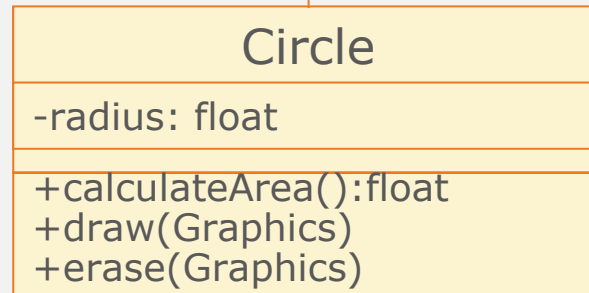 Circle
-radius: float
+calculateArea():float
+draw(Graphics)
+erase(Graphics)